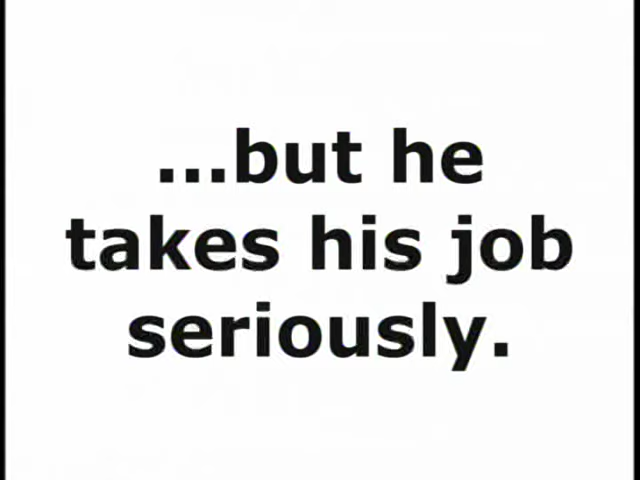 ...but he
takes his job
seriously.